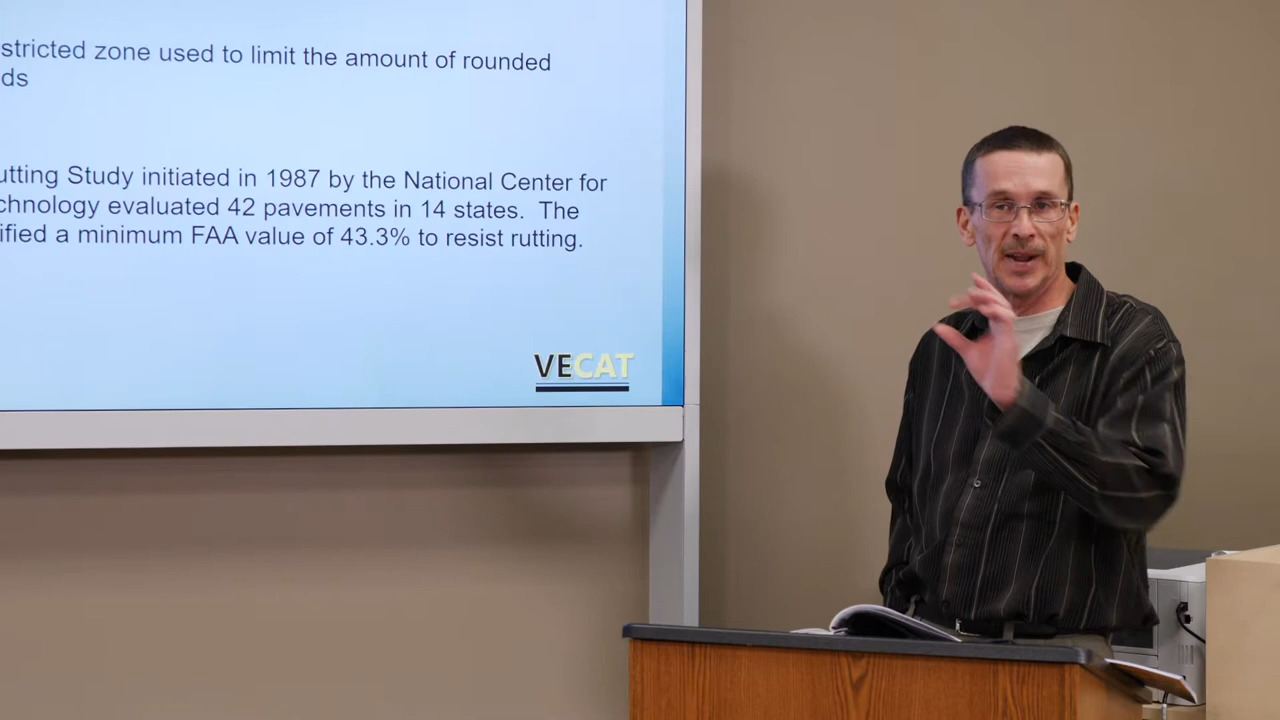 stricted zone used to limit the amount of rounded
ds
utting Study initiated in 1987 by the National Center for
chnology evaluated 42 pavements in 14 states.  The
ified a minimum FAA value of 43.3% to resist rutting.
VECAT